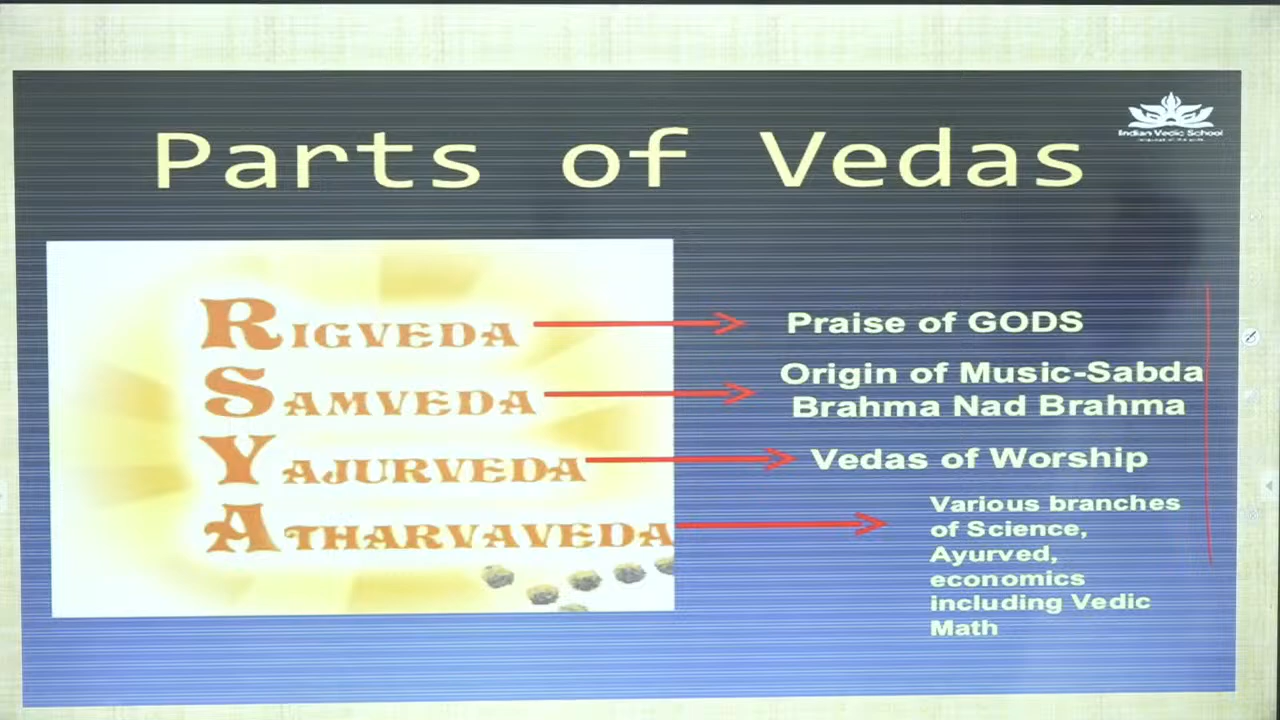 Parts of Vedas
Indian Vedic School
RIGVEDA
Praise of GODS
SAMVEDA
Origin of Music-Sabda
Brahma Nad Brahma
YAJURVEDA
Vedas of Worship
ATHARVAVEDA
Various branches
of Science,
Ayurved,
economics
including Vedic
Math